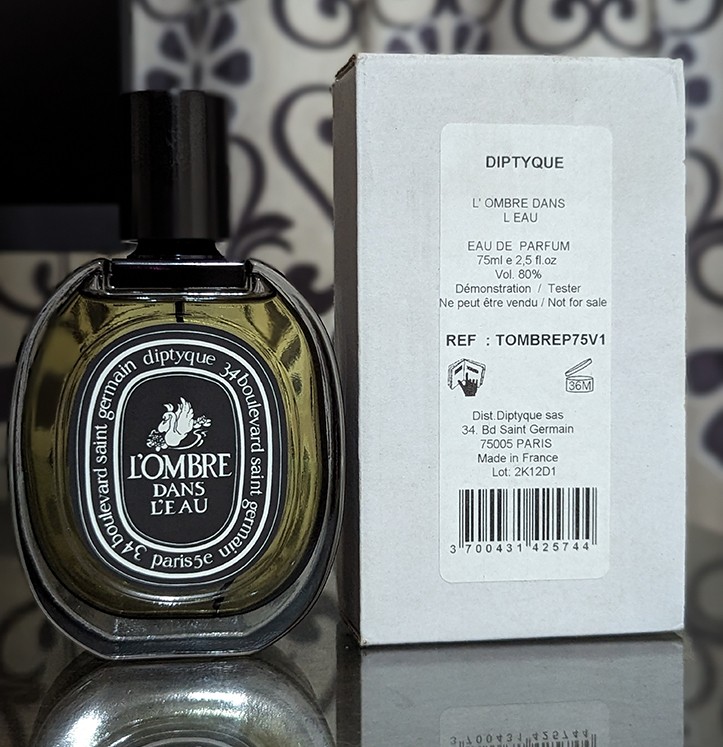 diptyque 34 boulevard saint germain paris5e 34 boulevard saint germain
L'OMBRE
DANS
L'EAU
DIPTYQUE
L' OMBRE DANS
L EAU
EAU DE PARFUM
75ml e 2,5 fl.oz
Vol. 80%
Démonstration / Tester
Ne peut être vendu / Not for sale
REF : TOMBREP75V1
36M
Dist.Diptyque sas
34. Bd Saint Germain
75005 PARIS
Made in France
Lot: 2K12D1
3 700431 425744